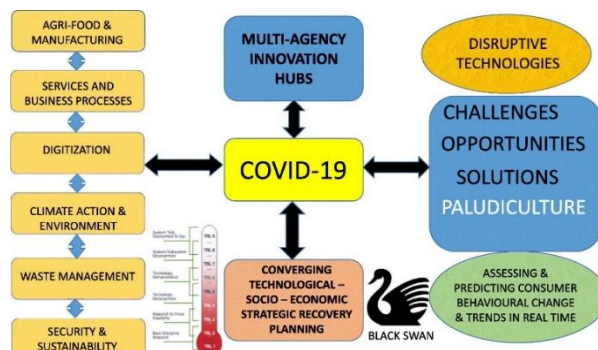 AGRI-FOOD &
MANUFACTURING
SERVICES AND
BUSINESS PROCESSES
DIGITIZATION
CLIMATE ACTION &
ENVIRONMENT
WASTE MANAGEMENT
SECURITY &
SUSTAINABILITY
MULTI-AGENCY
INNOVATION
HUBS
COVID-19
CONVERGING
TECHNOLOGICAL –
SOCIO – ECONOMIC
STRATEGIC RECOVERY
PLANNING
BLACK SWAN
DISRUPTIVE
TECHNOLOGIES
CHALLENGES
OPPORTUNITIES
SOLUTIONS
PALUDICULTURE
ASSESSING &
PREDICTING CONSUMER
BEHAVIOURAL CHANGE
& TRENDS IN REAL TIME